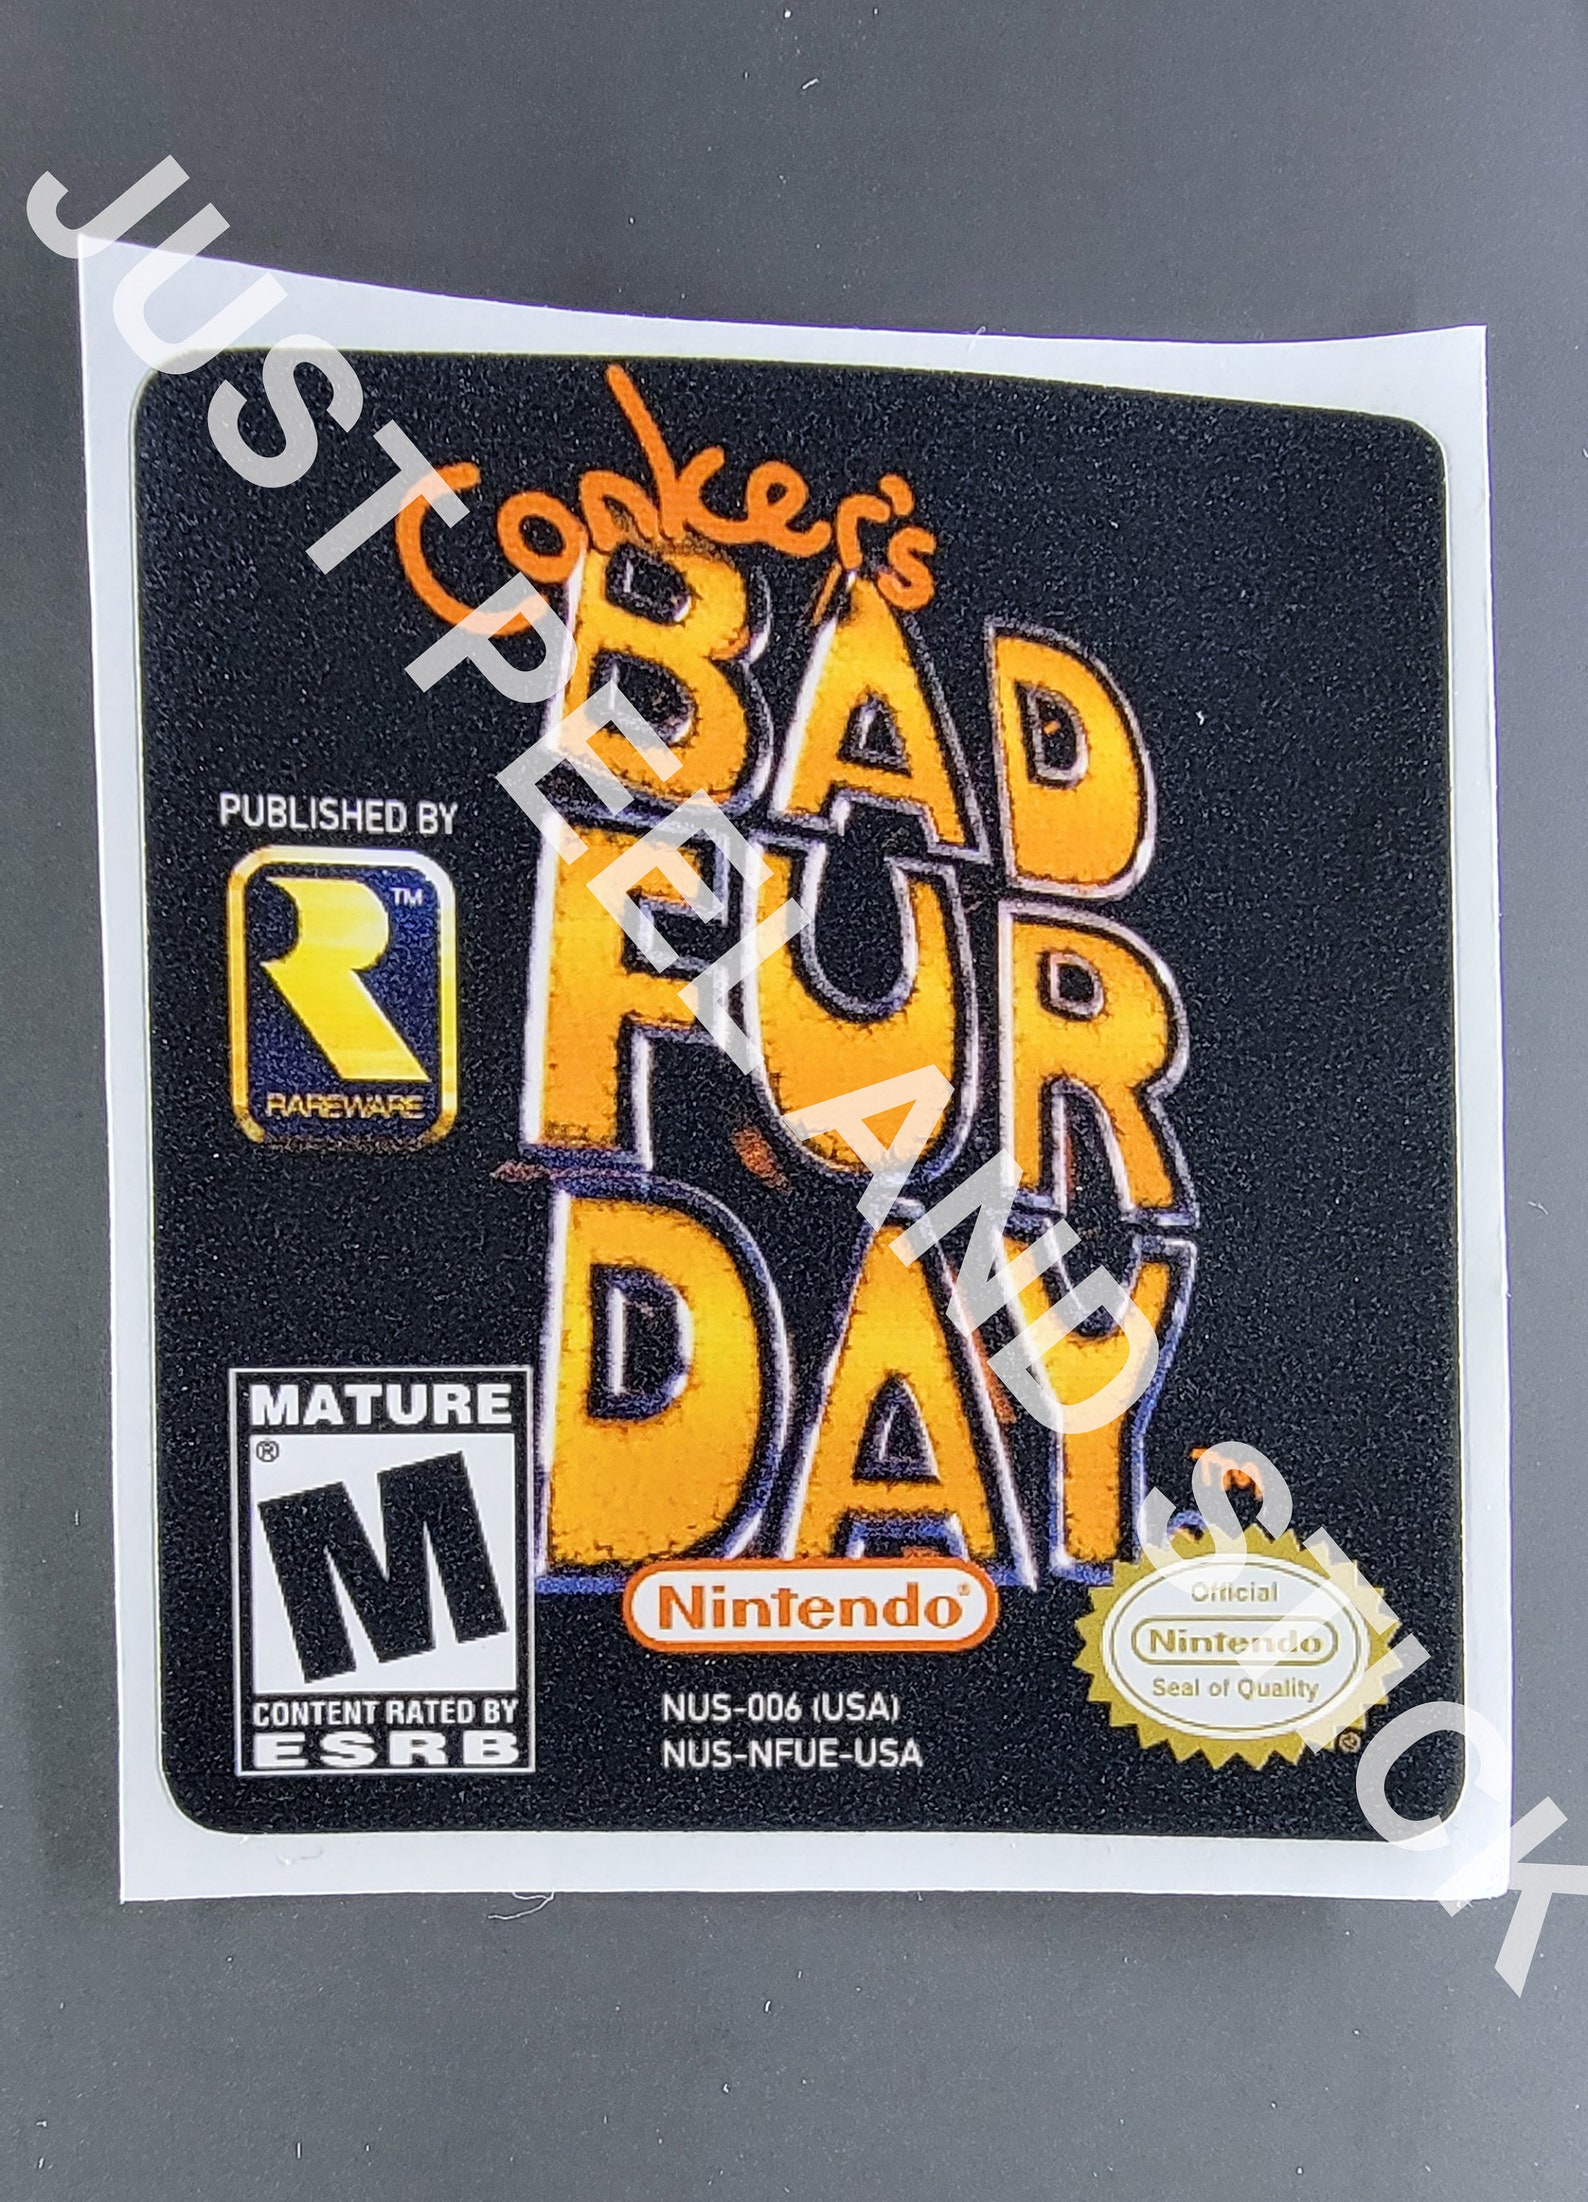 JUST PEEL AND STICK
Conker's
BAD
FUR
DAY
TM
PUBLISHED BY
R
TM
RAREWARE
MATURE
®
M
CONTENT RATED BY
ESRB
Nintendo®
NUS-006 (USA)
NUS-NFUE-USA
Official
Nintendo
Seal of Quality
®